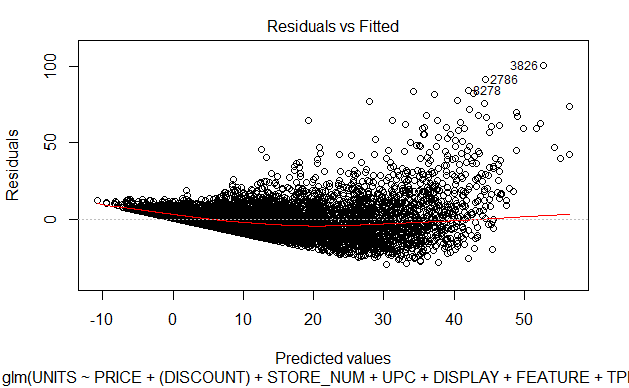 Residuals vs Fitted
Residuals
100
50
0
3826
2786
8278
-10 0 10 20 30 40 50
Predicted values
glm(UNITS ~ PRICE + (DISCOUNT) + STORE_NUM + UPC + DISPLAY + FEATURE + TPI